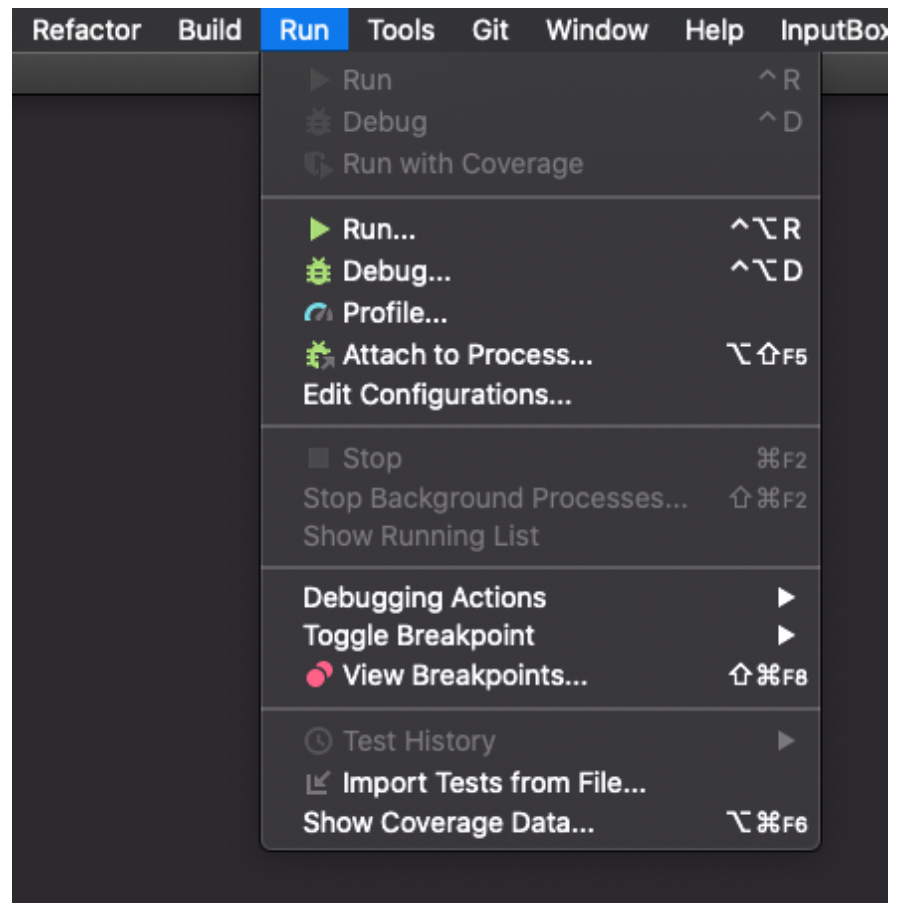 Refactor Build Run Tools Git Window Help InputBox
Run ^ R
Debug ^ D
Run with Coverage
Run... ^⌥R
Debug... ^⌥D
Profile...
Attach to Process... ⌥⇧F5
Edit Configurations...
Stop ⌘F2
Stop Background Processes... ⇧⌘F2
Show Running List
Debugging Actions
Toggle Breakpoint
View Breakpoints... ⇧⌘F8
Test History
Import Tests from File...
Show Coverage Data... ⌥⌘F6